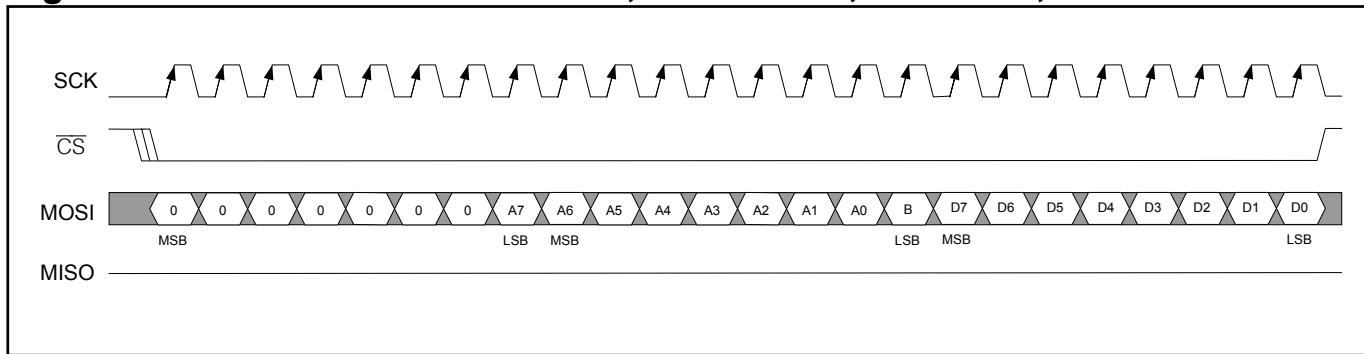 SCK
CS
MOSI 0 0 0 0 0 0 0 A7 A6 A5 A4 A3 A2 A1 A0 B D7 D6 D5 D4 D3 D2 D1 D0
MSB LSB MSB LSB MSB LSB
MISO